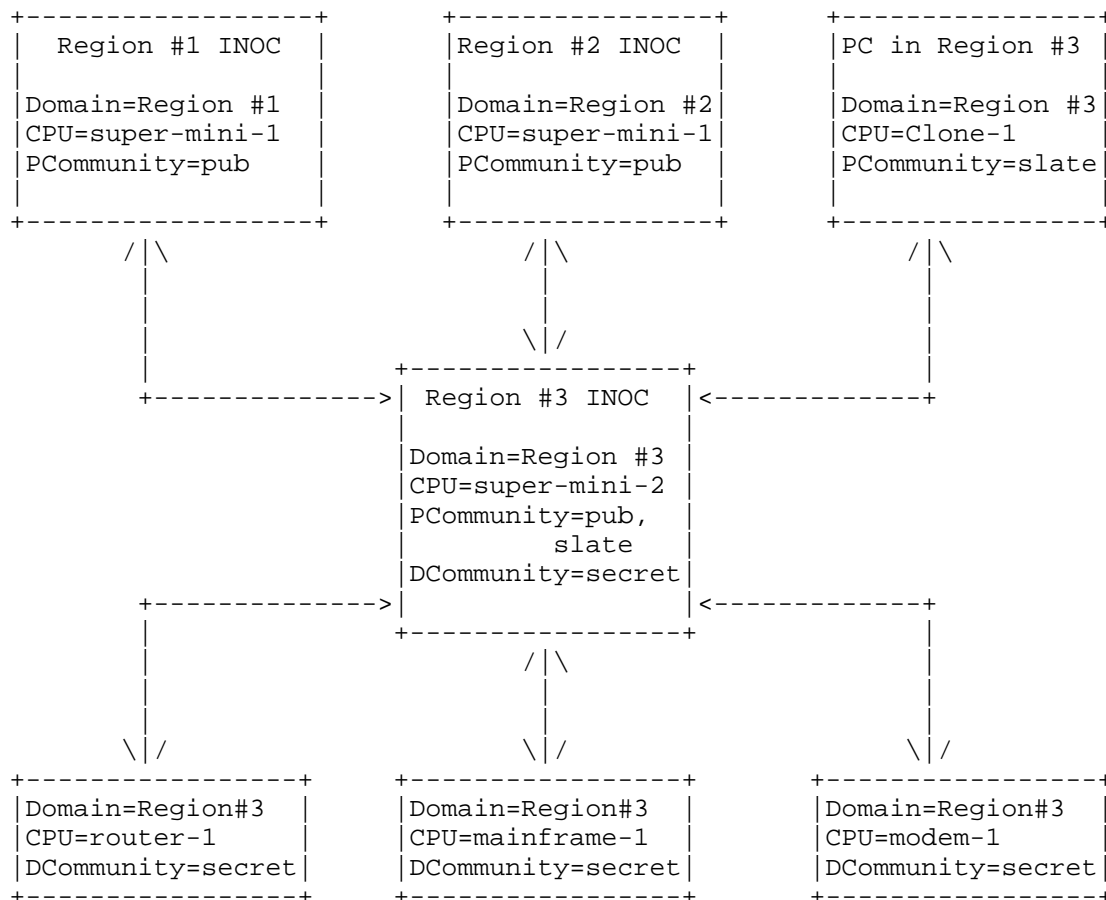 Region #1 INOC
Domain=Region #1
CPU=super-mini-1
PCommunity=pub
Region #2 INOC
Domain=Region #2
CPU=super-mini-1
PCommunity=pub
PC in Region #3
Domain=Region #3
CPU=Clone-1
PCommunity=slate
Region #3 INOC
Domain=Region #3
CPU=super-mini-2
PCommunity=pub,
slate
DCommunity=secret
Domain=Region#3
CPU=router-1
DCommunity=secret
Domain=Region#3
CPU=mainframe-1
DCommunity=secret
Domain=Region#3
CPU=modem-1
DCommunity=secret